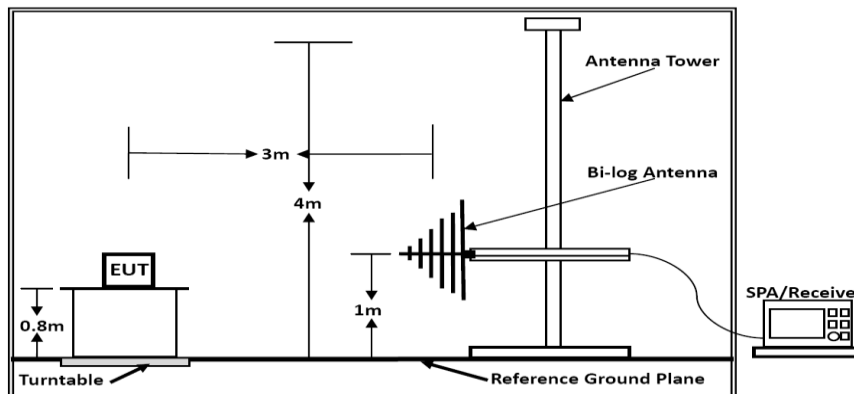 Antenna Tower
3m
Bi-log Antenna
4m
EUT
1m
0.8m
SPA/Receive
Turntable
Reference Ground Plane